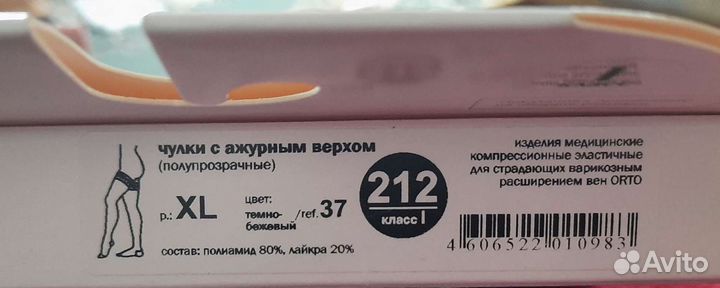 чулки с ажурным верхом
(полупрозрачные)
р.: XL
цвет:
темно-
бежевый
/ref. 37
212
класс I
состав: полиамид 80%, лайкра 20%
изделия медицинские
компрессионные эластичные
для страдающих варикозным
расширением вен ORTO
4 606522 010983
Avito